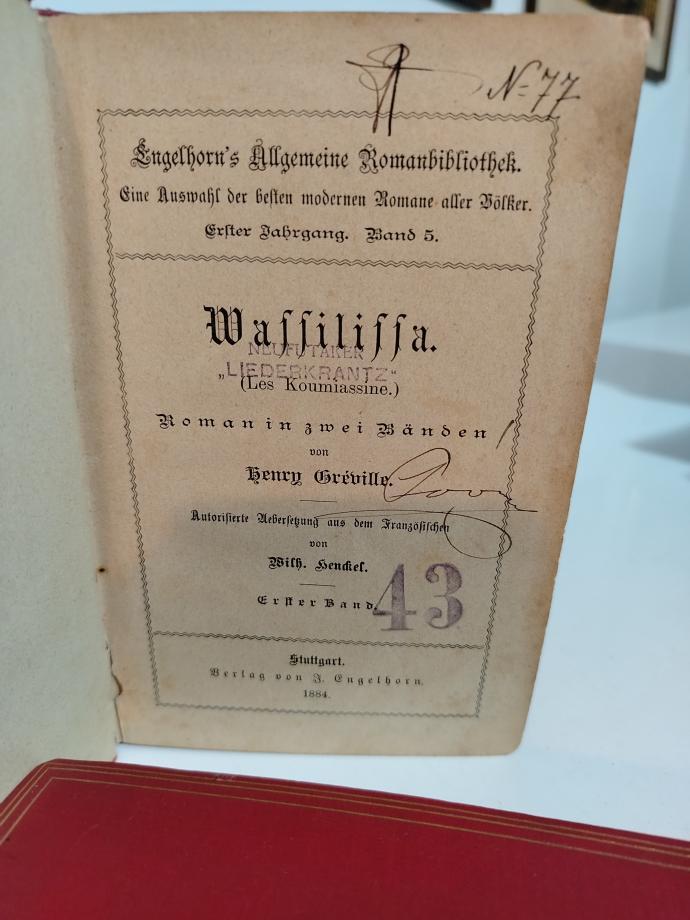 N= 77
Engelhorn's Allgemeine Romanbibliothek.
Eine Auswahl der besten modernen Romane aller Völker.
Erster Jahrgang. Band 5.
Wassilissa.
NEUFUTAKER
„LIEDERKRANTZ"
(Les Koumiassine.)
Roman in zwei Bänden
von
Henry Gréville.
Autorisierte Uebersetzung aus dem Französischen
von
Wilh. Henckel.
Erster Band.
43
Stuttgart.
Verlag von J. Engelhorn.
1884.